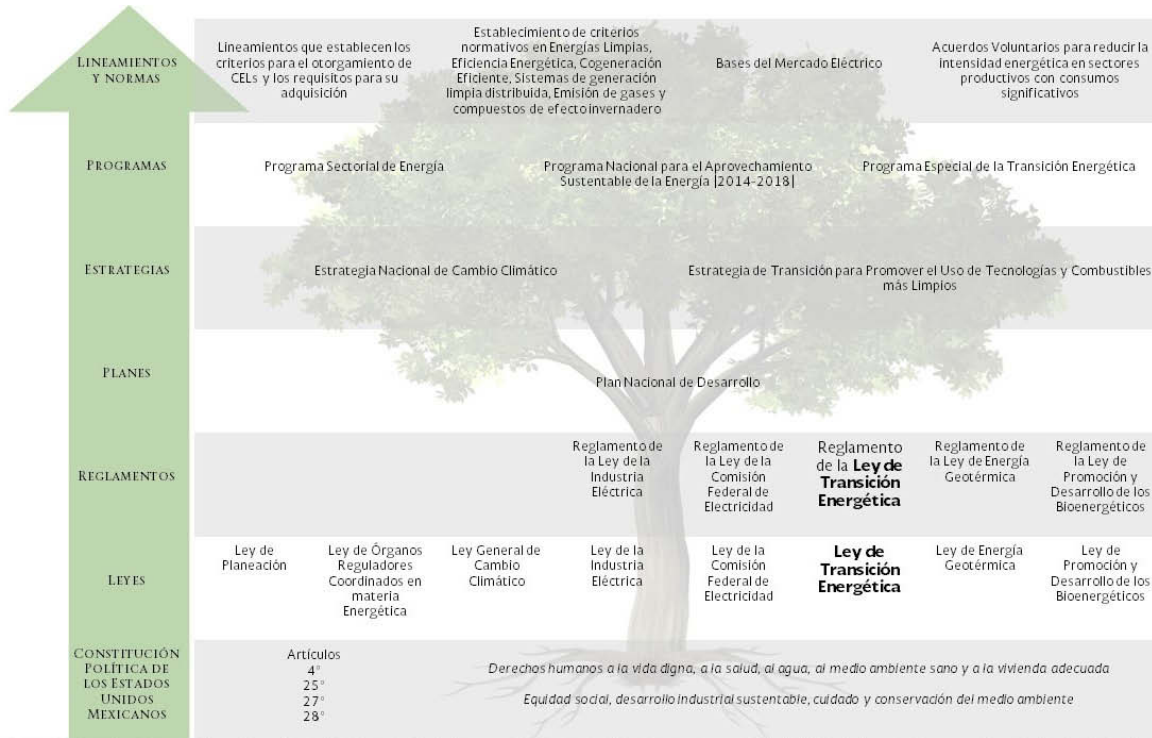 LINEAMIENTOS
Y NORMAS
Lineamientos que establecen los
criterios para el otorgamiento de
CELs y los requisitos para su
adquisición
Establecimiento de criterios
normativos en Energías Limpias,
Eficiencia Energética, Cogeneración
Eficiente, Sistemas de generación
limpia distribuida, Emisión de gases y
compuestos de efecto invernadero
Bases del Mercado Eléctrico
Acuerdos Voluntarios para reducir la
intensidad energética en sectores
productivos con consumos
significativos
PROGRAMAS
Programa Sectorial de Energía
Programa Nacional para el Aprovechamiento
Sustentable de la Energía |2014-2018|
Programa Especial de la Transición Energética
ESTRATEGIAS
Estrategia Nacional de Cambio Climático
Estrategia de Transición para Promover el Uso de Tecnologías y Combustibles
más Limpios
PLANES
Plan Nacional de Desarrollo
REGLAMENTOS
Reglamento de
la Ley de la
Industria
Eléctrica
Reglamento de
la Ley de la
Comisión
Federal de
Electricidad
Reglamento
de la Ley de
Transición
Energética
Reglamento de
la Ley de Energía
Geotérmica
Reglamento de
la Ley de
Promoción y
Desarrollo de los
Bioenergéticos
LEYES
Ley de
Planeación
Ley de Órganos
Reguladores
Coordinados en
materia
Energética
Ley General de
Cambio
Climático
Ley de la
Industria
Eléctrica
Ley de la
Comisión
Federal de
Electricidad
Ley de
Transición
Energética
Ley de Energía
Geotérmica
Ley de
Promoción y
Desarrollo de los
Bioenergéticos
CONSTITUCIÓN
POLÍTICA DE
LOS ESTADOS
UNIDOS
MEXICANOS
Artículos
4°
25°
27°
28°
Derechos humanos a la vida digna, a la salud, al agua, al medio ambiente sano y a la vivienda adecuada
Equidad social, desarrollo industrial sustentable, cuidado y conservación del medio ambiente